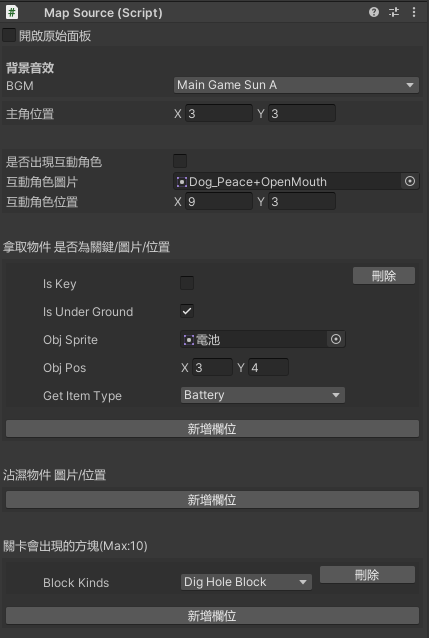 Map Source (Script)
開啟原始面板
背景音效
BGM Main Game Sun A
主角位置 X 3 Y 3
是否出現互動角色
互動角色圖片 Dog_Peace+OpenMouth
互動角色位置 X 9 Y 3
拿取物件 是否為關鍵/圖片/位置
Is Key 刪除
Is Under Ground
Obj Sprite 電池
Obj Pos X 3 Y 4
Get Item Type Battery
新增欄位
沾濕物件 圖片/位置
新增欄位
關卡會出現的方塊(Max:10)
Block Kinds Dig Hole Block 刪除
新增欄位